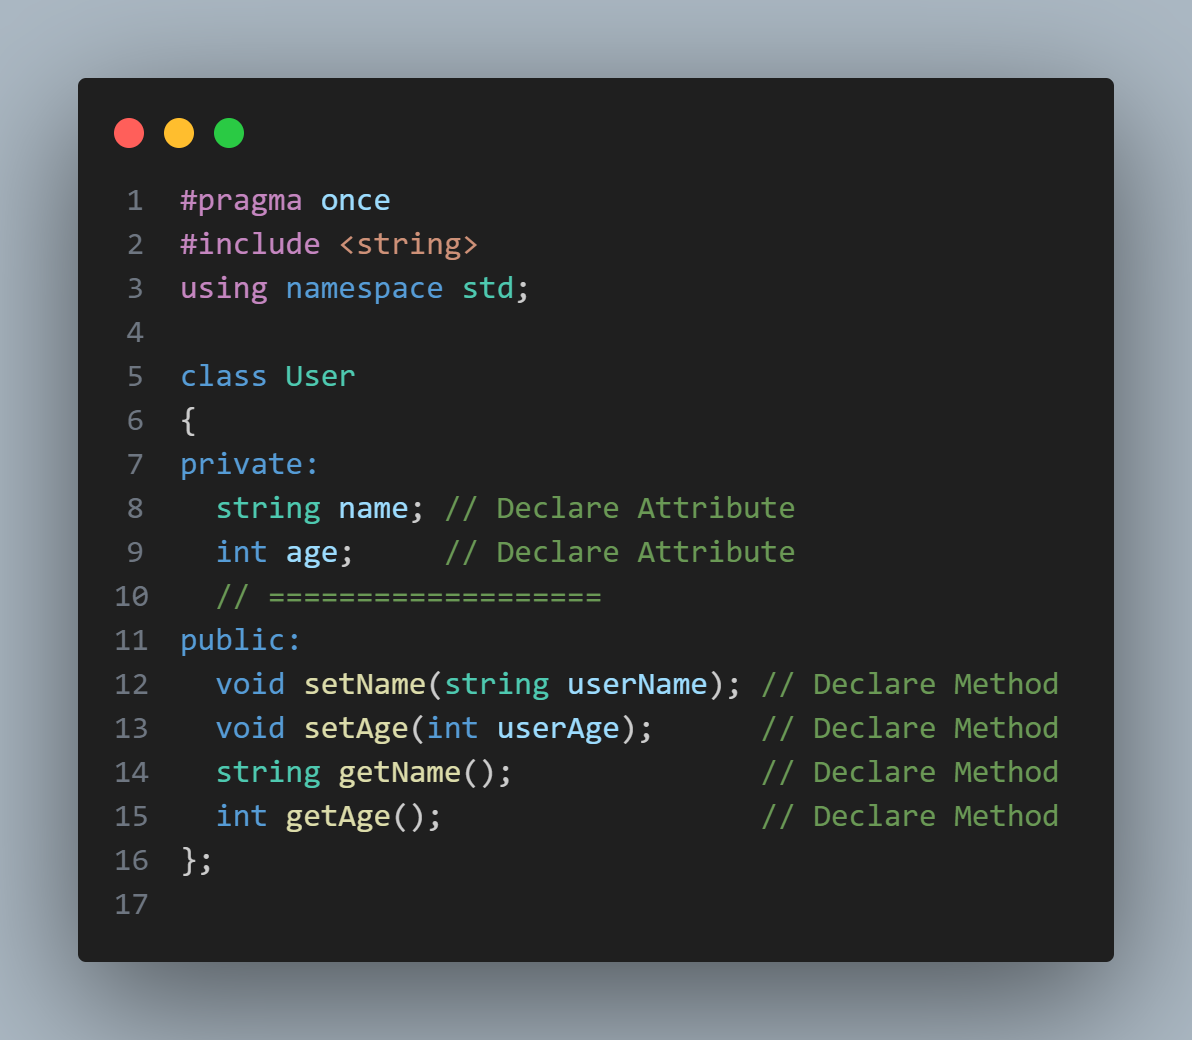 1 #pragma once
2 #include <string>
3 using namespace std;
4
5 class User
6 {
7 private:
8   string name; // Declare Attribute
9   int age;     // Declare Attribute
10   // ===================
11 public:
12   void setName(string userName); // Declare Method
13   void setAge(int userAge);      // Declare Method
14   string getName();              // Declare Method
15   int getAge();                  // Declare Method
16 };
17